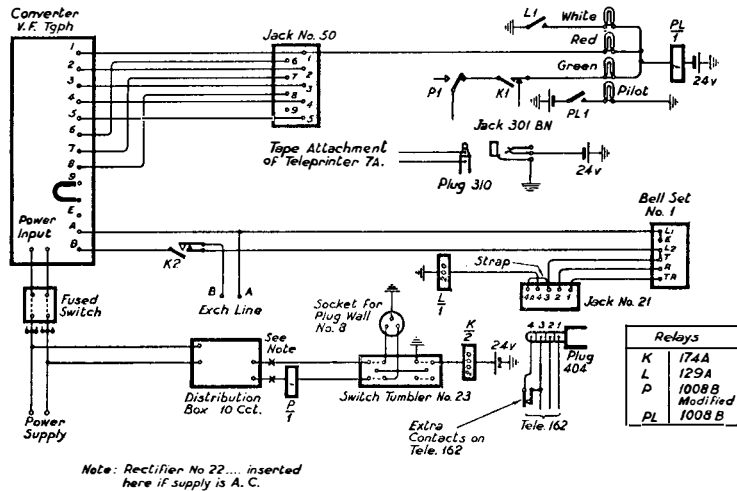 Converter
V.F. Tgph
Jack No. 50
L1
White
Red
Green
Pilot
PL
1
24v
P1
K1
PL1
1
2
3
4
5
6
7
8
9
E
A
B
6
1
7
2
8
3
9
4
5
Tape Attachment
of Teleprinter 7A.
Plug 310
Jack 301 BN
24v
Power
Input
K2
B
A
Exch Line
Bell Set
No. 1
L1
E
L2
T
R
TR
Strap
L
1
4A 4 3 2 1
Jack No. 21
Fused
Switch
Socket for
Plug Wall
No. 8
See
Note
K
2
24v
4 3 2 1
Plug
404
Distribution
Box 10 Cct.
P
1
Switch Tumbler No. 23
Power
Supply
Extra
Contacts on
Tele. 162
Tele. 162
Relays
K 174A
L 129A
P 1008B
Modified
PL 1008 B
Note: Rectifier No 22.... inserted
here if supply is A. C.